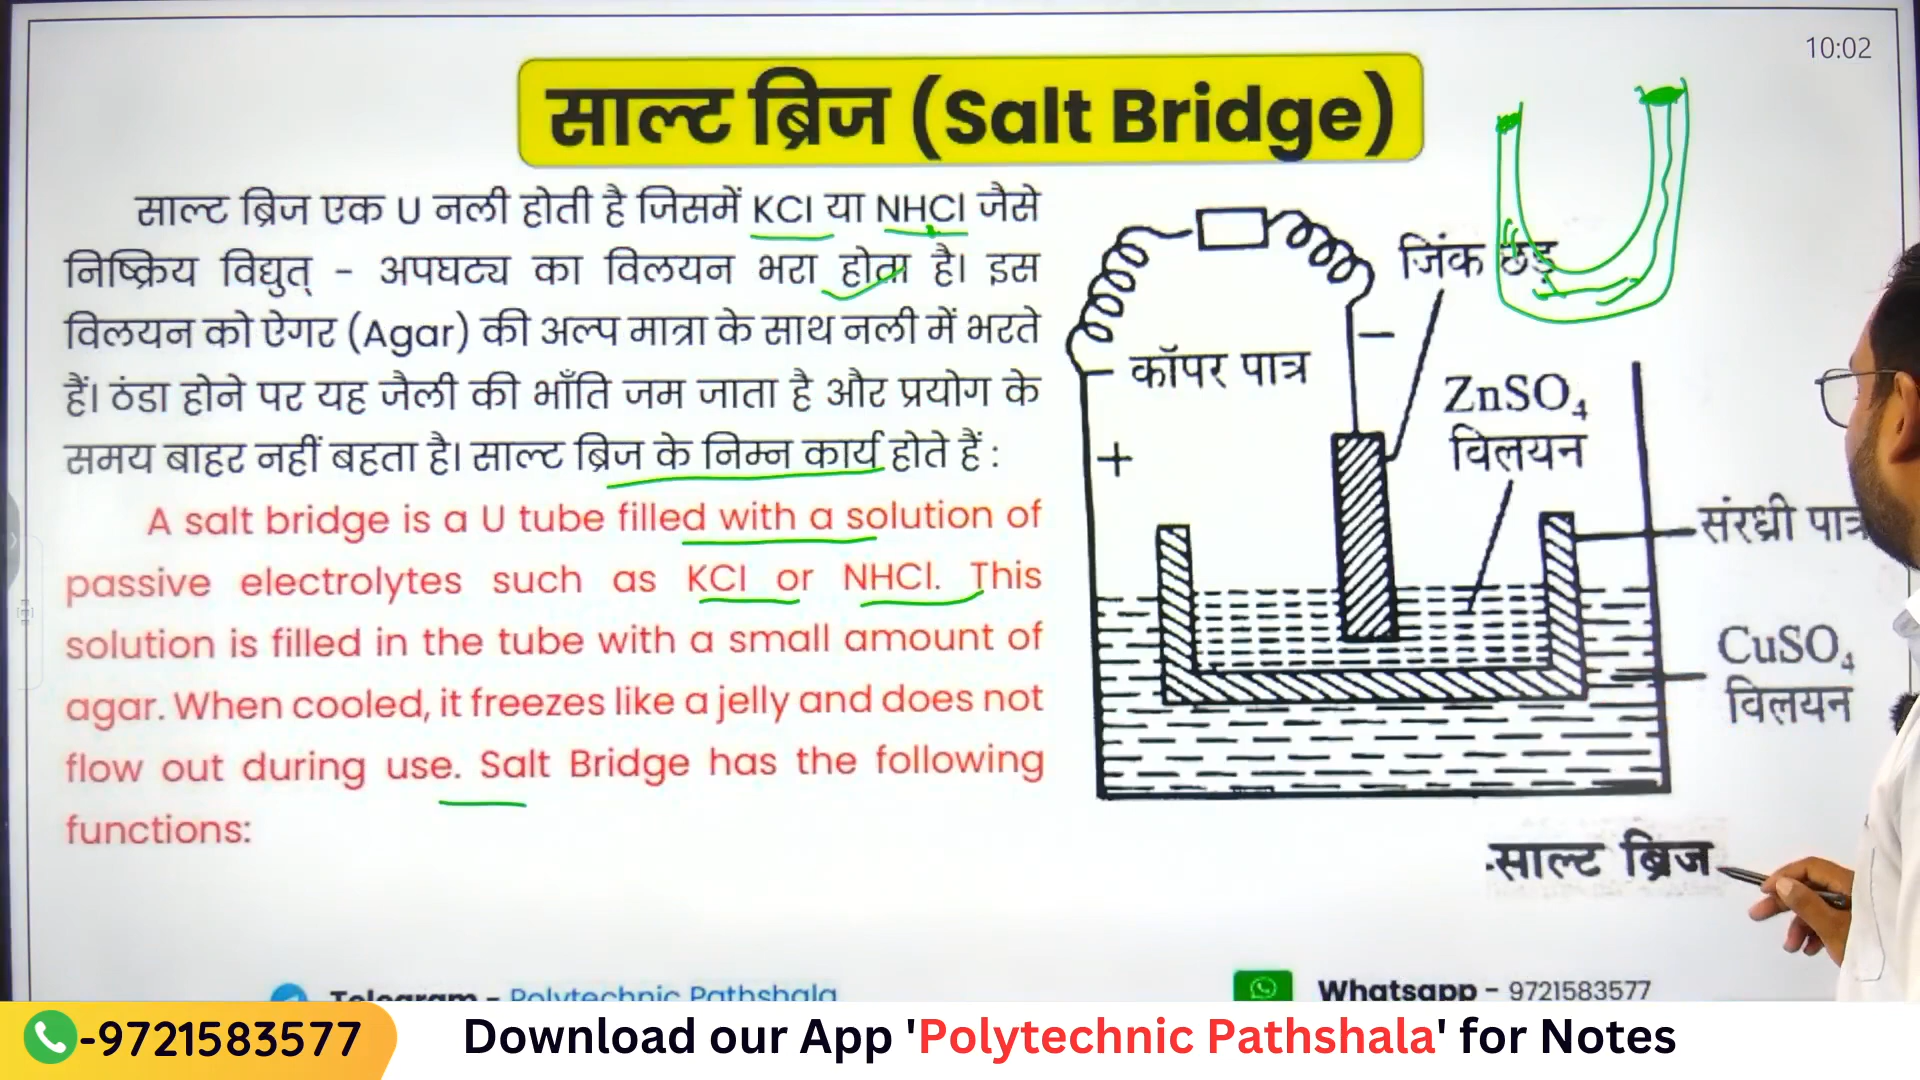 10:02
साल्ट ब्रिज (Salt Bridge)
साल्ट ब्रिज एक U नली होती है जिसमें KCl या NHCl जैसे
निष्क्रिय विद्युत् - अपघट्य का विलयन भरा होता है। इस
विलयन को ऐगर (Agar) की अल्प मात्रा के साथ नली में भरते
हैं। ठंडा होने पर यह जैली की भाँति जम जाता है और प्रयोग के
समय बाहर नहीं बहता है। साल्ट ब्रिज के निम्न कार्य होते हैं :
A salt bridge is a U tube filled with a solution of
passive electrolytes such as KCl or NHCl. This
solution is filled in the tube with a small amount of
agar. When cooled, it freezes like a jelly and does not
flow out during use. Salt Bridge has the following
functions:
जिंक छड़
कॉपर पात्र
ZnSO₄
विलयन
संरध्री पात्र
CuSO₄
विलयन
साल्ट ब्रिज
Telegram - Polytechnic Pathshala
Whatsapp - 9721583577
-9721583577
Download our App 'Polytechnic Pathshala' for Notes